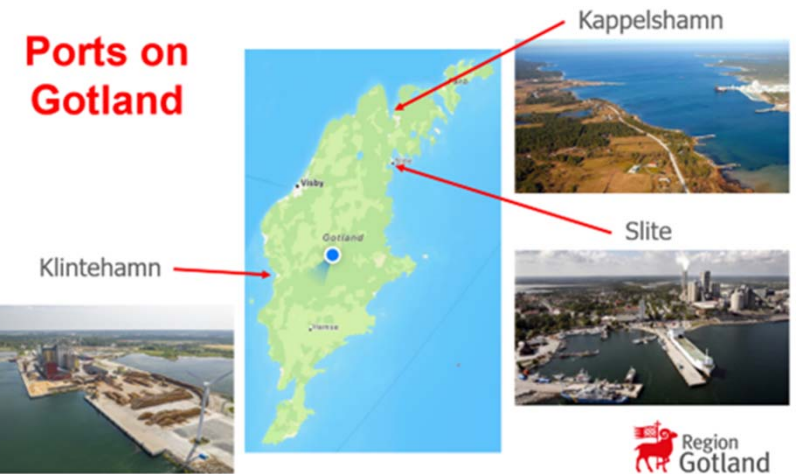 Ports on
Gotland
Kappelshamn
Visby
Slite
Gotland
Klintehamn
Hemse
Region
Gotland